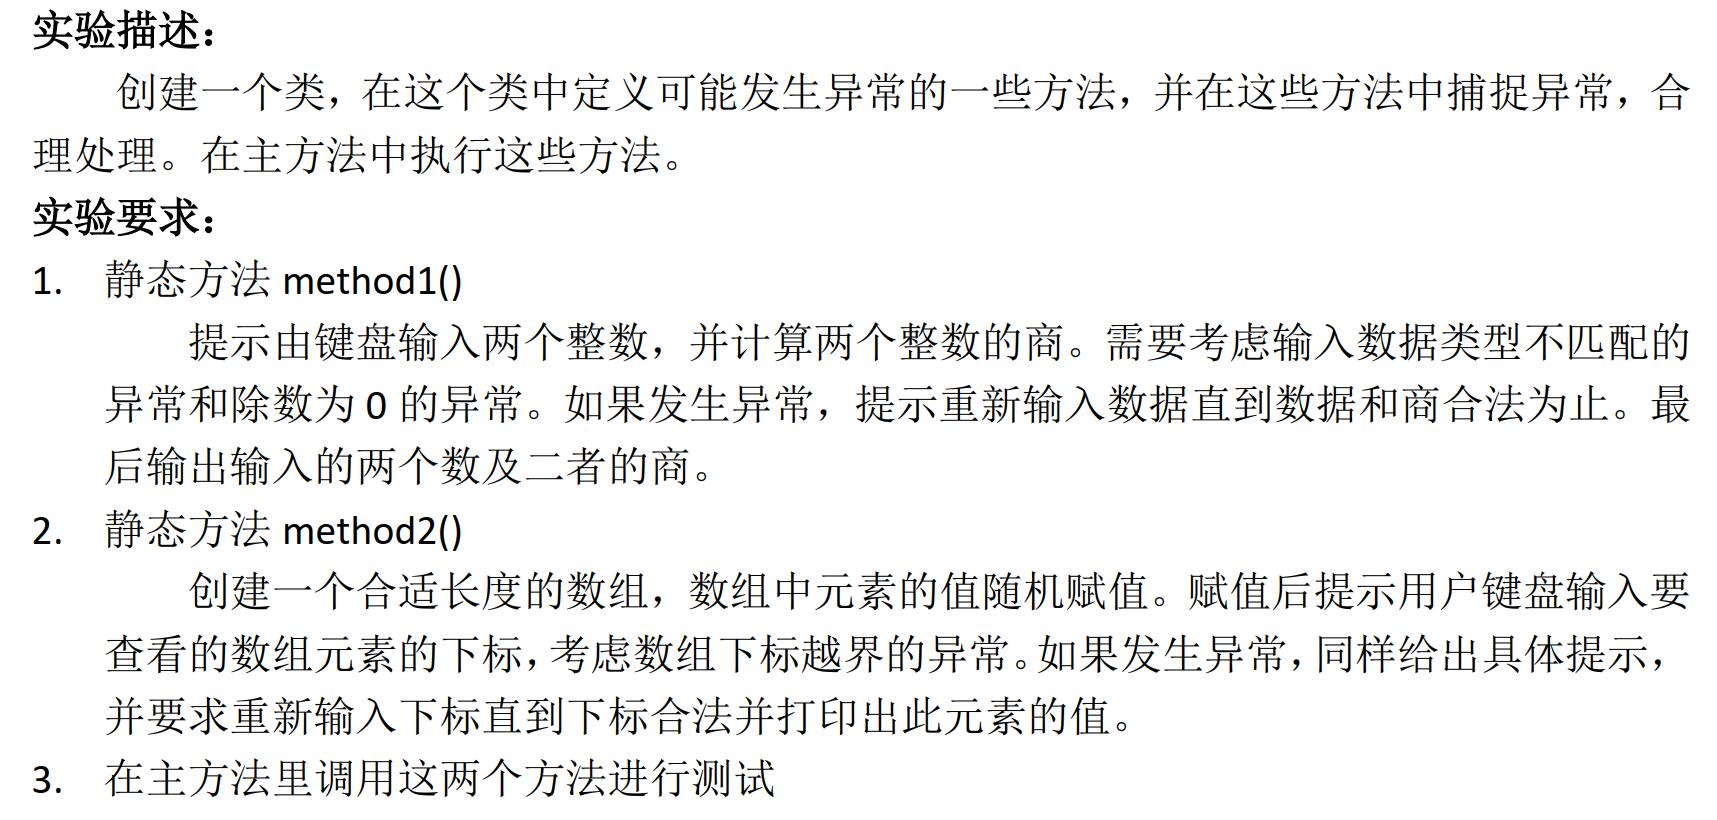 实验描述：
创建一个类，在这个类中定义可能发生异常的一些方法，并在这些方法中捕捉异常，合
理处理。在主方法中执行这些方法。
实验要求：
1. 静态方法 method1()
提示由键盘输入两个整数，并计算两个整数的商。需要考虑输入数据类型不匹配的
异常和除数为 0 的异常。如果发生异常，提示重新输入数据直到数据和商合法为止。最
后输出输入的两个数及二者的商。
2. 静态方法 method2()
创建一个合适长度的数组，数组中元素的值随机赋值。赋值后提示用户键盘输入要
查看的数组元素的下标，考虑数组下标越界的异常。如果发生异常，同样给出具体提示，
并要求重新输入下标直到下标合法并打印出此元素的值。
3. 在主方法里调用这两个方法进行测试